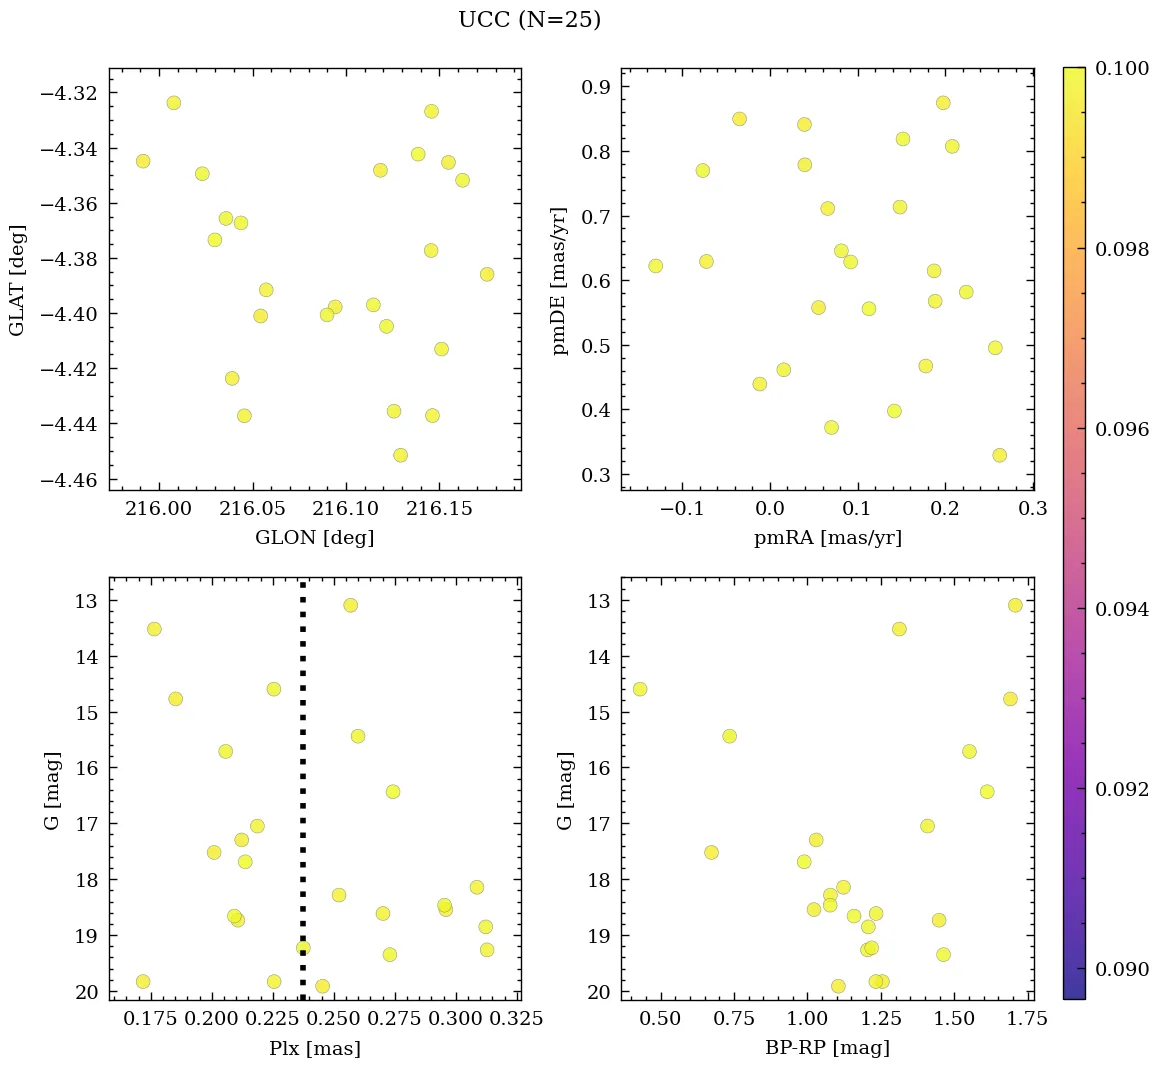 UCC (N=25)
−4.32
−4.34
−4.36
−4.38
−4.40
−4.42
−4.44
−4.46
GLAT [deg]
216.00 216.05 216.10 216.15
GLON [deg]
0.9
0.8
0.7
0.6
0.5
0.4
0.3
pmDE [mas/yr]
−0.1 0.0 0.1 0.2 0.3
pmRA [mas/yr]
13
14
15
16
17
18
19
20
G [mag]
0.175 0.200 0.225 0.250 0.275 0.300 0.325
Plx [mas]
13
14
15
16
17
18
19
20
G [mag]
0.50 0.75 1.00 1.25 1.50 1.75
BP-RP [mag]
0.100
0.098
0.096
0.094
0.092
0.090